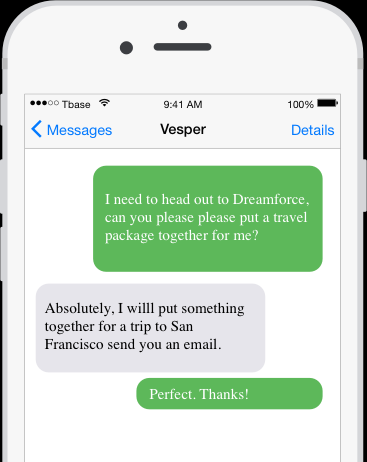 Tbase 9:41 AM 100%
Messages Vesper Details
I need to head out to Dreamforce,
can you please please put a travel
package together for me?
Absolutely, I willl put something
together for a trip to San
Francisco send you an email.
Perfect. Thanks!